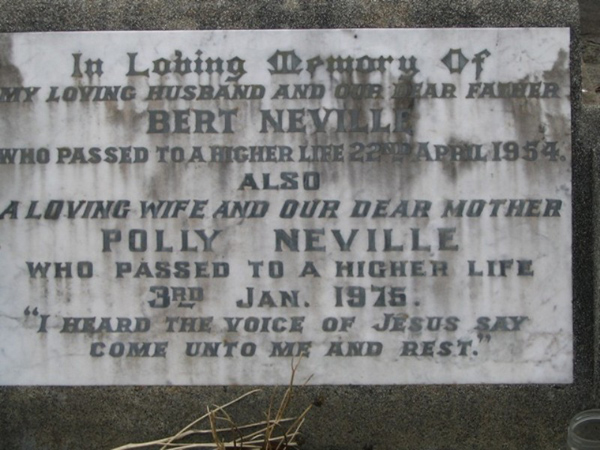 In Loving Memory Of
MY LOVING HUSBAND AND OUR DEAR FATHER
BERT NEVILLE
WHO PASSED TO A HIGHER LIFE 22ND APRIL 1954.
ALSO
A LOVING WIFE AND OUR DEAR MOTHER
POLLY NEVILLE
WHO PASSED TO A HIGHER LIFE
3RD JAN. 1975.
"I HEARD THE VOICE OF JESUS SAY
COME UNTO ME AND REST."